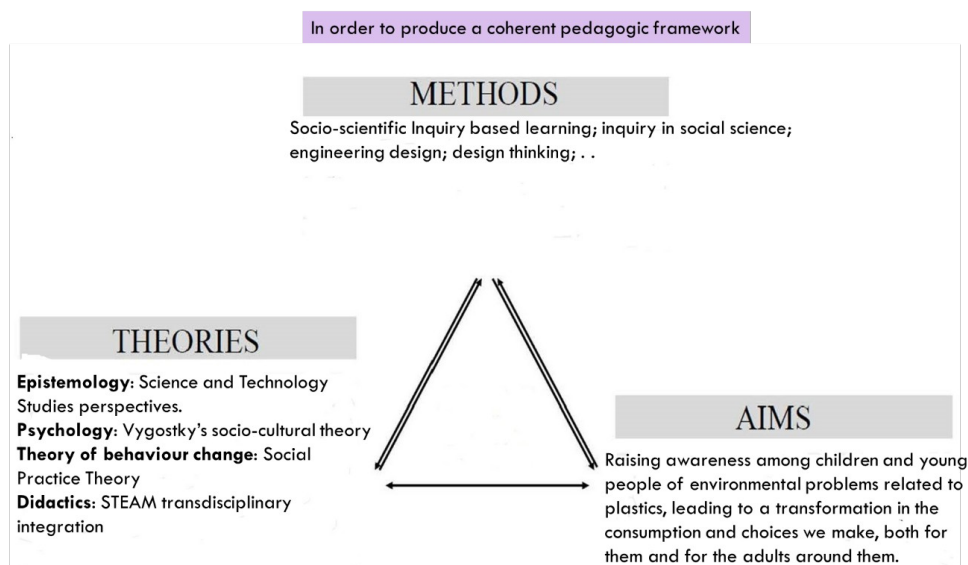 In order to produce a coherent pedagogic framework
METHODS
Socio-scientific Inquiry based learning; inquiry in social science;
engineering design; design thinking; . .
THEORIES
Epistemology: Science and Technology
Studies perspectives.
Psychology: Vygostky's socio-cultural theory
Theory of behaviour change: Social
Practice Theory
Didactics: STEAM transdisciplinary
integration
AIMS
Raising awareness among children and young
people of environmental problems related to
plastics, leading to a transformation in the
consumption and choices we make, both for
them and for the adults around them.